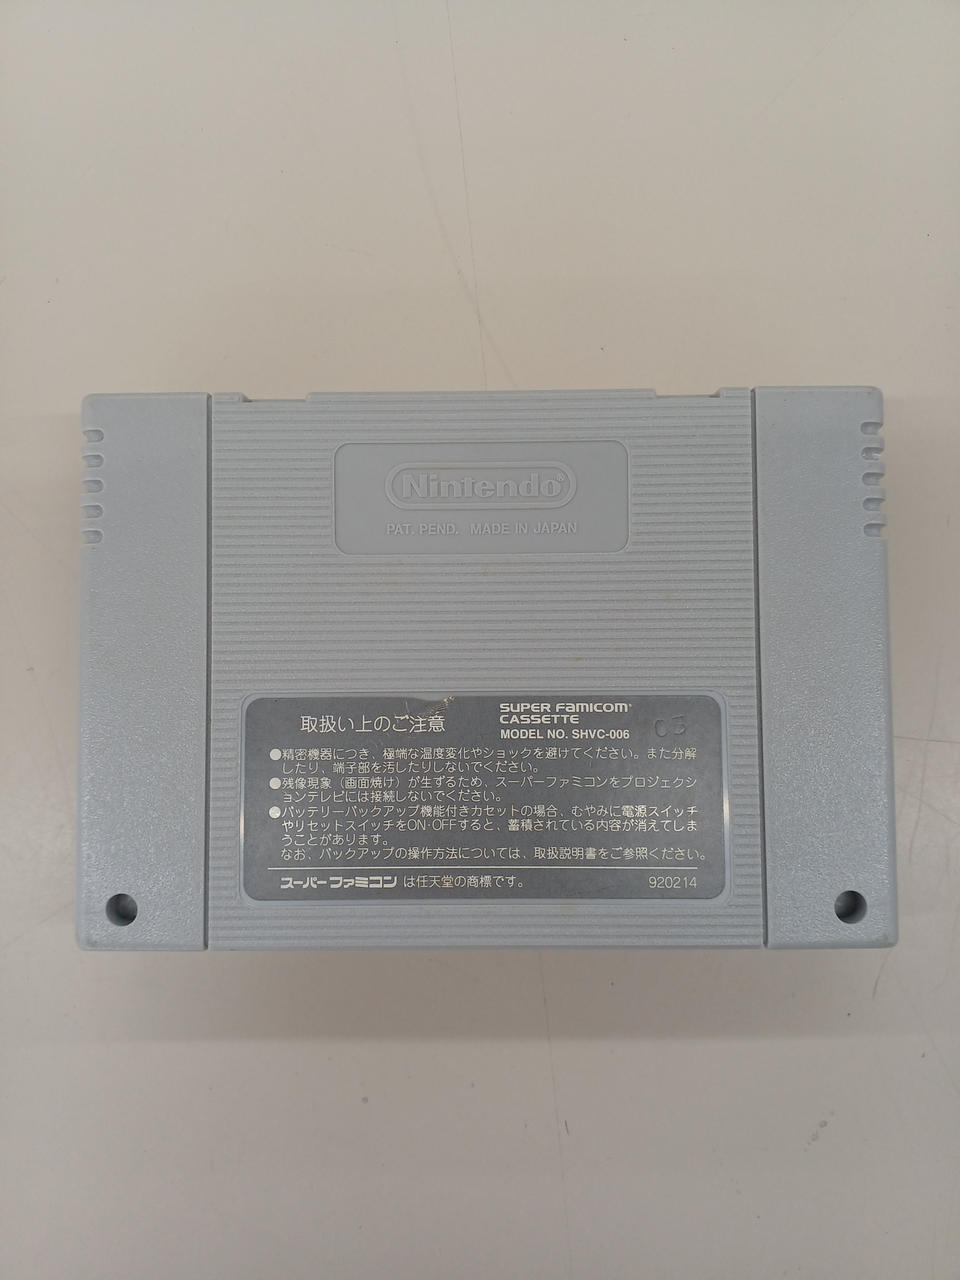 Nintendo®
PAT. PEND. MADE IN JAPAN
取扱い上のご注意
SUPER FAMICOM®
CASSETTE
MODEL NO. SHVC-006
03
●精密機器につき、極端な温度変化やショックを避けてください。また分解
したり、端子部を汚したりしないでください。
●残像現象（画面焼け）が生ずるため、スーパーファミコンをプロジェクシ
ョンテレビには接続しないでください。
●バッテリーバックアップ機能付きカセットの場合、むやみに電源スイッチ
やリセットスイッチをON·OFFすると、蓄積されている内容が消えてしま
うことがあります。
なお、バックアップの操作方法については、取扱説明書をご参照ください。
スーパーファミコン は任天堂の商標です。
920214